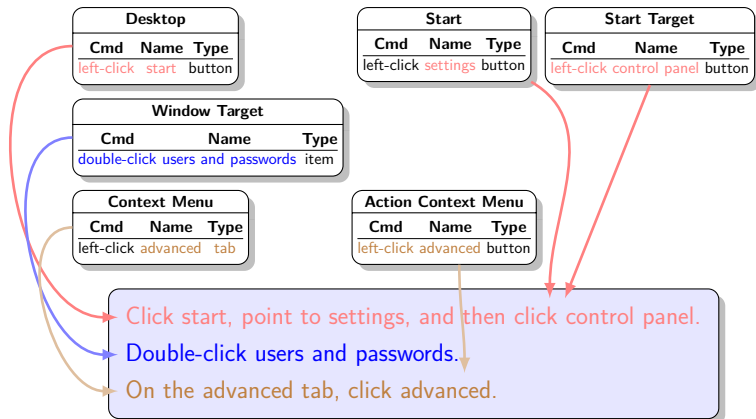 Desktop
Cmd Name Type
left-click start button
Start
Cmd Name Type
left-click settings button
Start Target
Cmd Name Type
left-click control panel button
Window Target
Cmd Name Type
double-click users and passwords item
Context Menu
Cmd Name Type
left-click advanced tab
Action Context Menu
Cmd Name Type
left-click advanced button
Click start, point to settings, and then click control panel.
Double-click users and passwords.
On the advanced tab, click advanced.